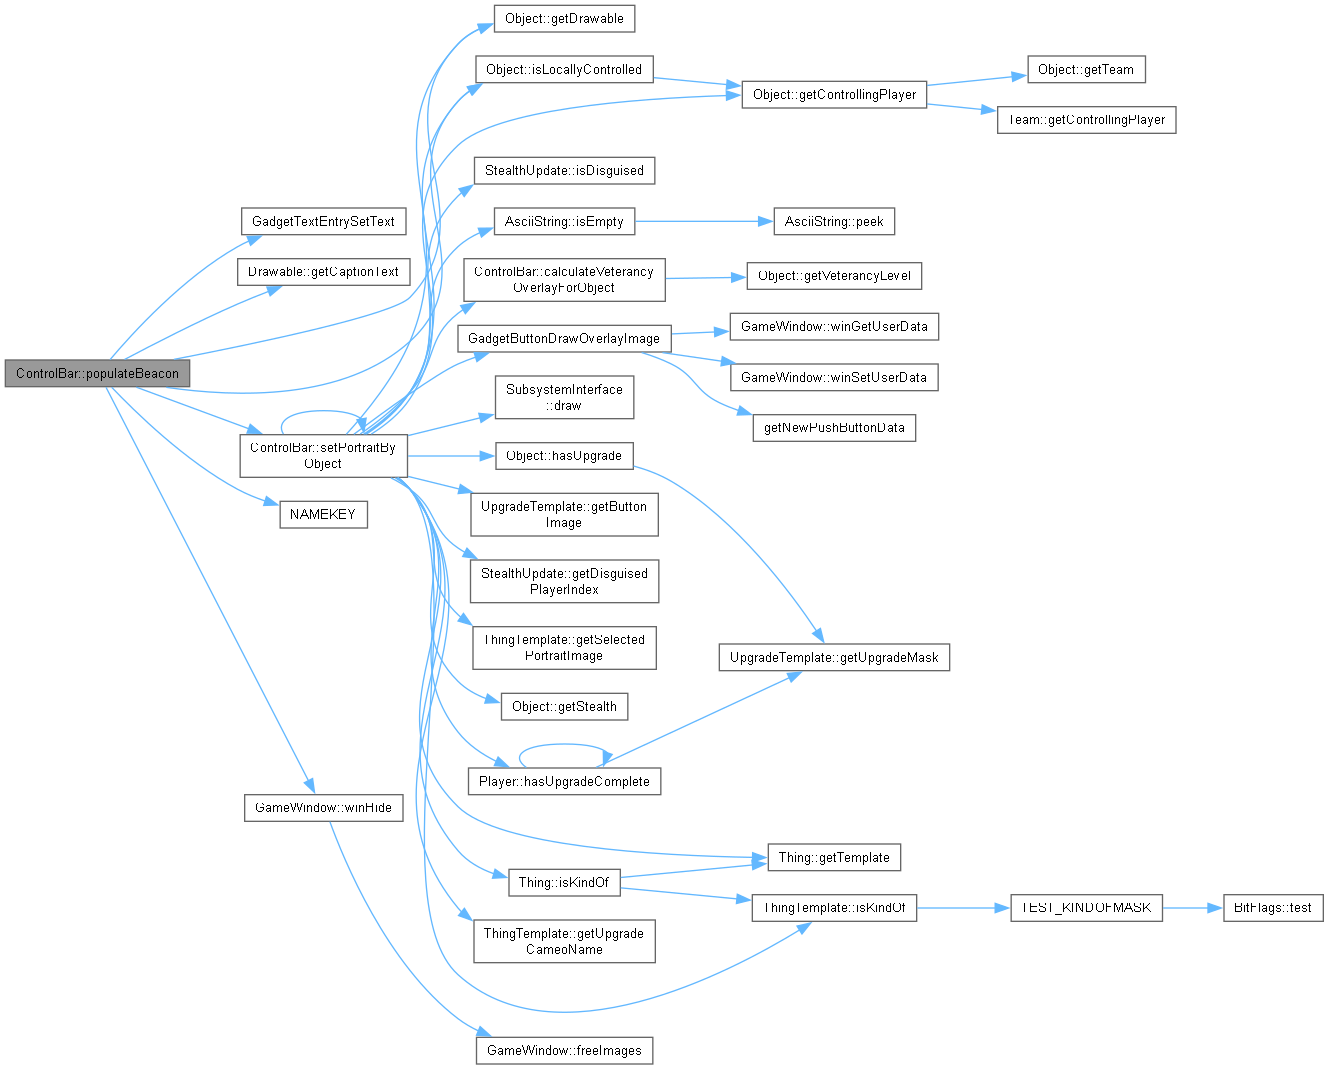 Object::getDrawable
Object::isLocallyControlled
Object::getTeam
Object::getControllingPlayer
Team::getControllingPlayer
StealthUpdate::isDisguised
GadgetTextEntrySetText
AsciiString::isEmpty
AsciiString::peek
Drawable::getCaptionText
ControlBar::calculateVeterancy
OverlayForObject
Object::getVeterancyLevel
GadgetButtonDrawOverlayImage
GameWindow::winGetUserData
GameWindow::winSetUserData
getNewPushButtonData
ControlBar::populateBeacon
SubsystemInterface
::draw
ControlBar::setPortraitBy
Object
Object::hasUpgrade
UpgradeTemplate::getButton
Image
NAMEKEY
StealthUpdate::getDisguised
PlayerIndex
ThingTemplate::getSelected
PortraitImage
UpgradeTemplate::getUpgradeMask
Object::getStealth
Player::hasUpgradeComplete
GameWindow::winHide
Thing::getTemplate
Thing::isKindOf
ThingTemplate::isKindOf
TEST_KINDOFMASK
BitFlags::test
ThingTemplate::getUpgrade
CameoName
GameWindow::freeImages